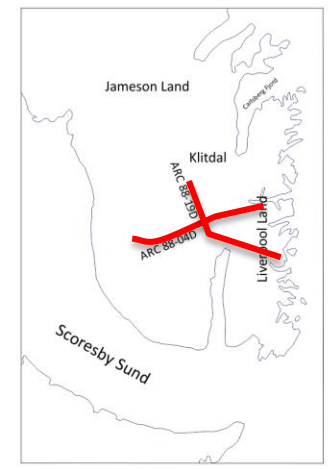 Jameson Land
Carlsberg Fjord
Klitdal
ARC 88-19D
Liverpool Land
ARC 88-04D
Scoresby Sund